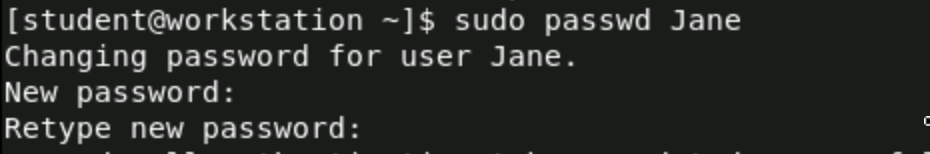 [student@workstation ~]$ sudo passwd Jane
Changing password for user Jane.
New password:
Retype new password: